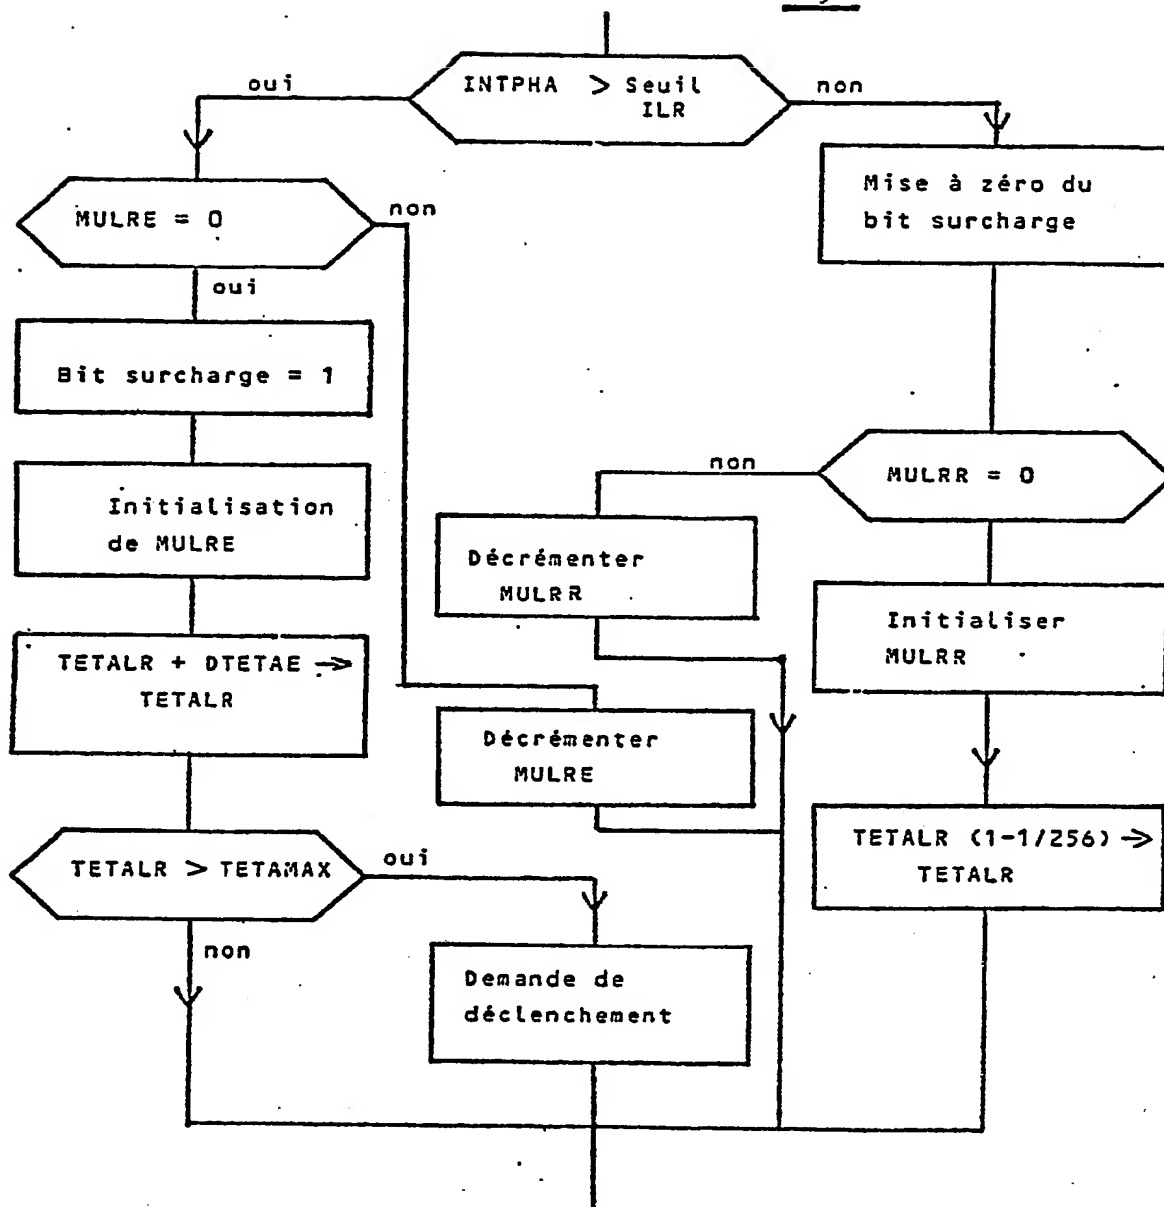 oui
INTPHA > Seuil
ILR
non
MULRE = 0
non
oui
Mise à zéro du
bit surcharge
Bit surcharge = 1
Initialisation
de MULRE
non
MULRR = 0
Décrémenter
MULRR
Initialiser
MULRR
TETALR + DTETAE →
TETALR
Décrémenter
MULRE
TETALR (1-1/256) →
TETALR
TETALR > TETAMAX
oui
non
Demande de
déclenchement